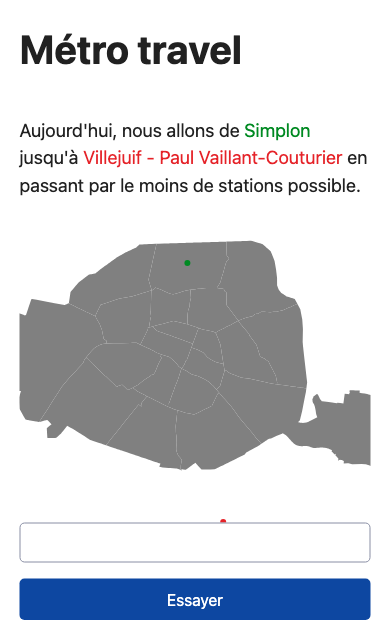 Métro travel
Aujourd'hui, nous allons de Simplon
jusqu'à Villejuif - Paul Vaillant-Couturier en
passant par le moins de stations possible.
Essayer